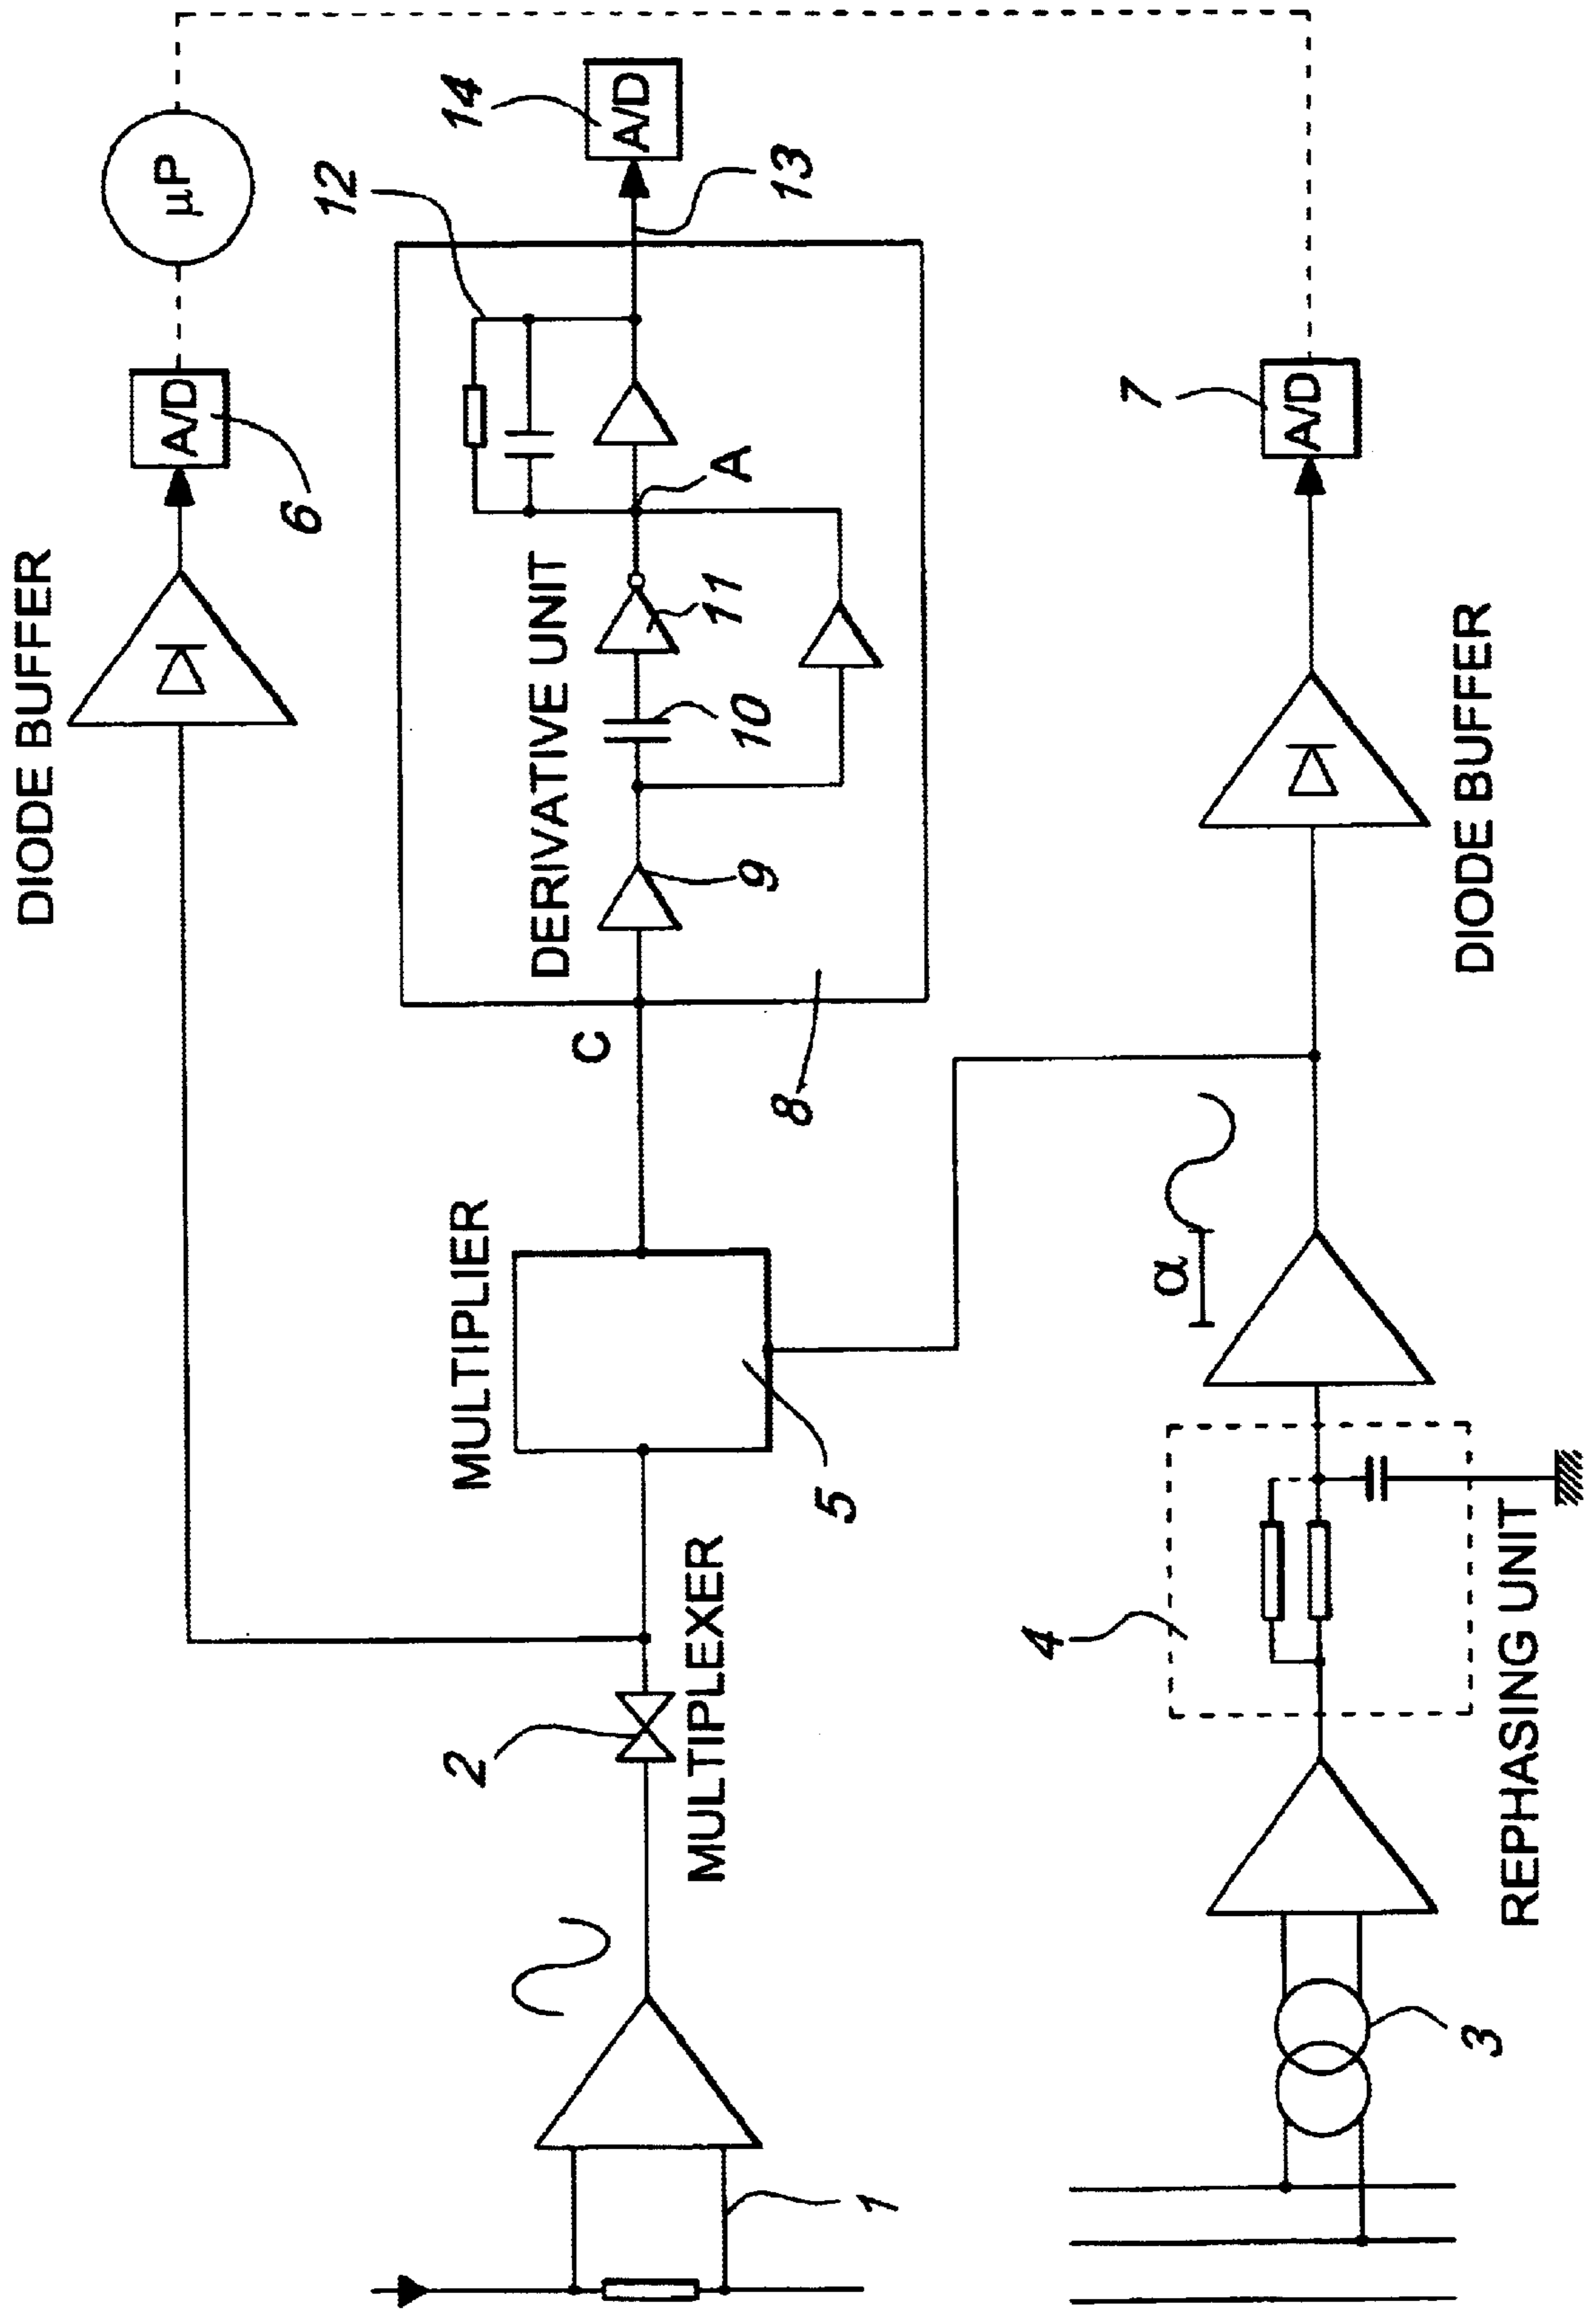 DIODE BUFFER
A/D
6
µP
DERIVATIVE UNIT
12
14
A/D
13
A
11
10
9
8
C
MULTIPLIER
5
2
MULTIPLEXER
1
7
A/D
DIODE BUFFER
α
4
REPHASING UNIT
3